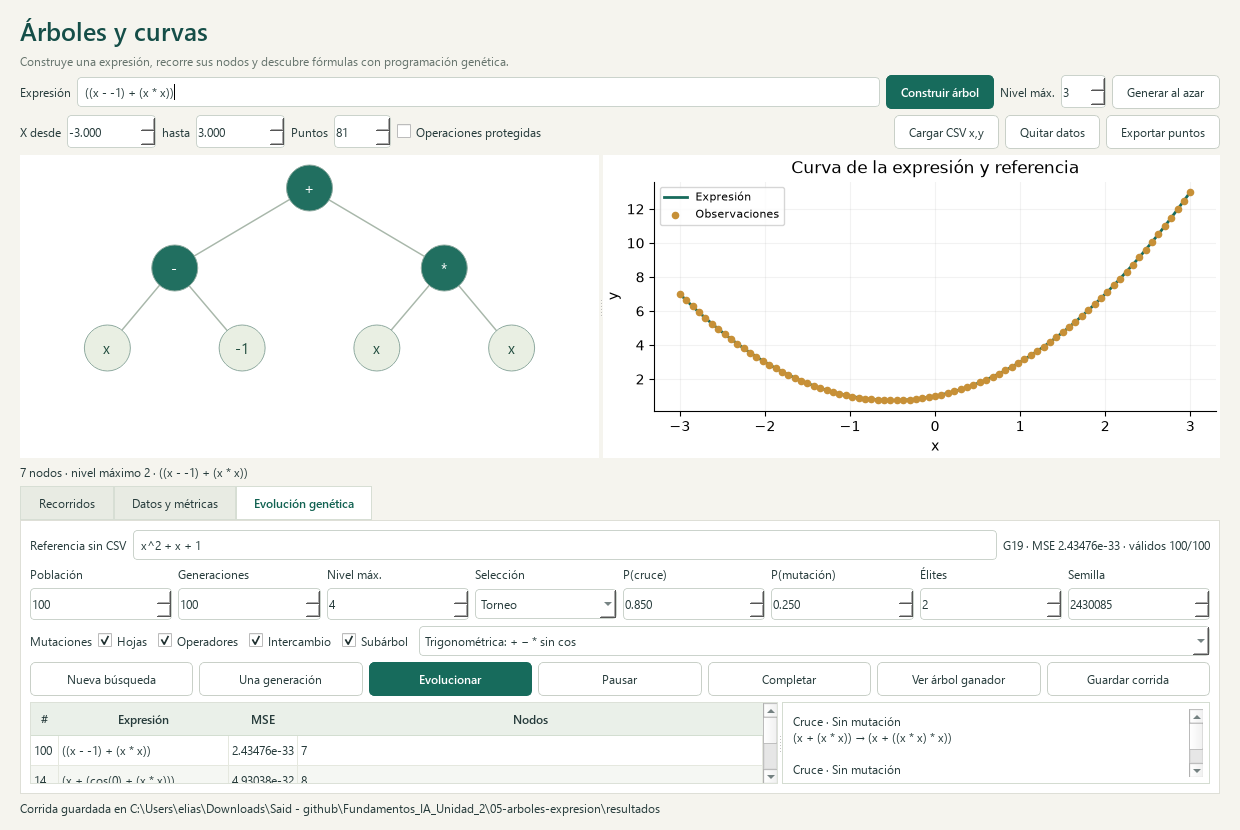 Árboles y curvas
Construye una expresión, recorre sus nodos y descubre fórmulas con programación genética.
Expresión ((x - -1) + (x * x)) Construir árbol Nivel máx. 3 Generar al azar
X desde -3.000 hasta 3.000 Puntos 81 Operaciones protegidas Cargar CSV x,y Quitar datos Exportar puntos
+
- *
x -1 x x
Curva de la expresión y referencia
Expresión
Observaciones
12
10
8
6
4
2
y
−3 −2 −1 0 1 2 3
x
7 nodos · nivel máximo 2 · ((x - -1) + (x * x))
Recorridos Datos y métricas Evolución genética
Referencia sin CSV x^2 + x + 1 G19 · MSE 2.43476e-33 · válidos 100/100
Población Generaciones Nivel máx. Selección P(cruce) P(mutación) Élites Semilla
100 100 4 Torneo 0.850 0.250 2 2430085
Mutaciones Hojas Operadores Intercambio Subárbol Trigonométrica: + − * sin cos
Nueva búsqueda Una generación Evolucionar Pausar Completar Ver árbol ganador Guardar corrida
# Expresión MSE Nodos
100 ((x - -1) + (x * x)) 2.43476e-33 7
14 (x + (cos(0) + (x * x))) 4.93038e-32 8
Cruce · Sin mutación
(x + (x * x)) → (x + ((x * x) * x))
Cruce · Sin mutación
Corrida guardada en C:\Users\elias\Downloads\Said - github\Fundamentos_IA_Unidad_2\05-arboles-expresion\resultados